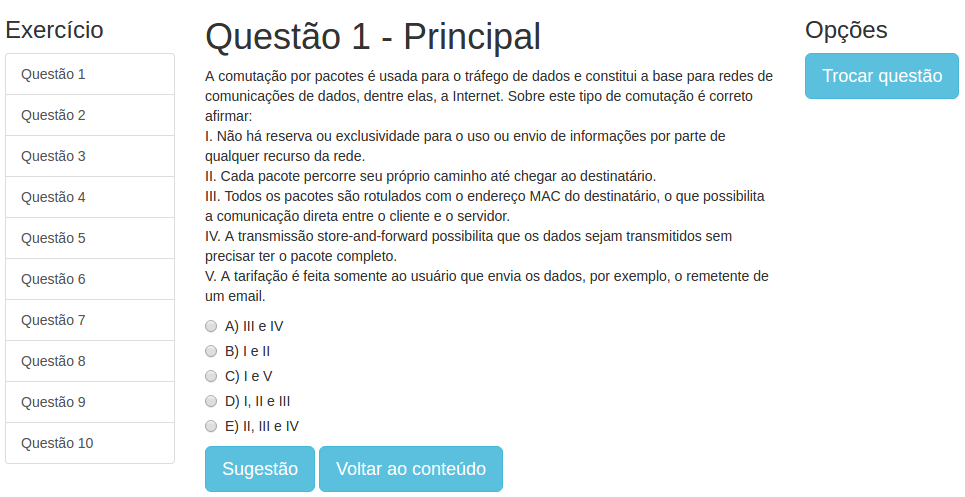 Exercício
Questão 1
Questão 2
Questão 3
Questão 4
Questão 5
Questão 6
Questão 7
Questão 8
Questão 9
Questão 10
Questão 1 - Principal
A comutação por pacotes é usada para o tráfego de dados e constitui a base para redes de
comunicações de dados, dentre elas, a Internet. Sobre este tipo de comutação é correto
afirmar:
I. Não há reserva ou exclusividade para o uso ou envio de informações por parte de
qualquer recurso da rede.
II. Cada pacote percorre seu próprio caminho até chegar ao destinatário.
III. Todos os pacotes são rotulados com o endereço MAC do destinatário, o que possibilita
a comunicação direta entre o cliente e o servidor.
IV. A transmissão store-and-forward possibilita que os dados sejam transmitidos sem
precisar ter o pacote completo.
V. A tarifação é feita somente ao usuário que envia os dados, por exemplo, o remetente de
um email.
A) III e IV
B) I e II
C) I e V
D) I, II e III
E) II, III e IV
Sugestão
Voltar ao conteúdo
Opções
Trocar questão